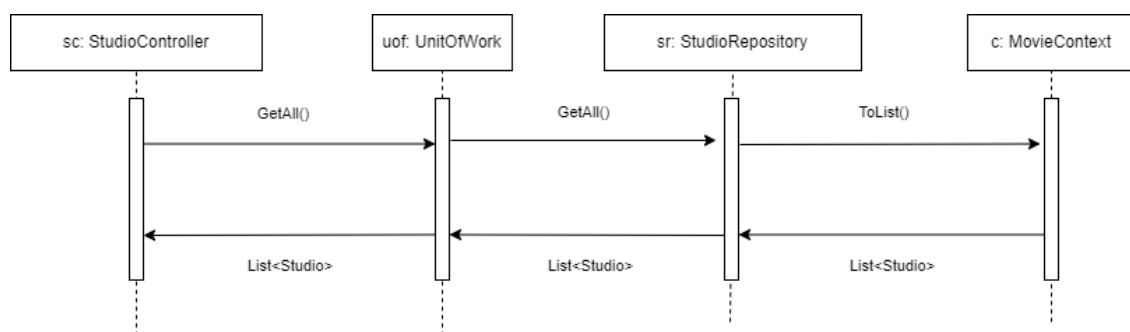 sc: StudioController
uof: UnitOfWork
sr: StudioRepository
c: MovieContext
GetAll()
GetAll()
ToList()
List<Studio>
List<Studio>
List<Studio>